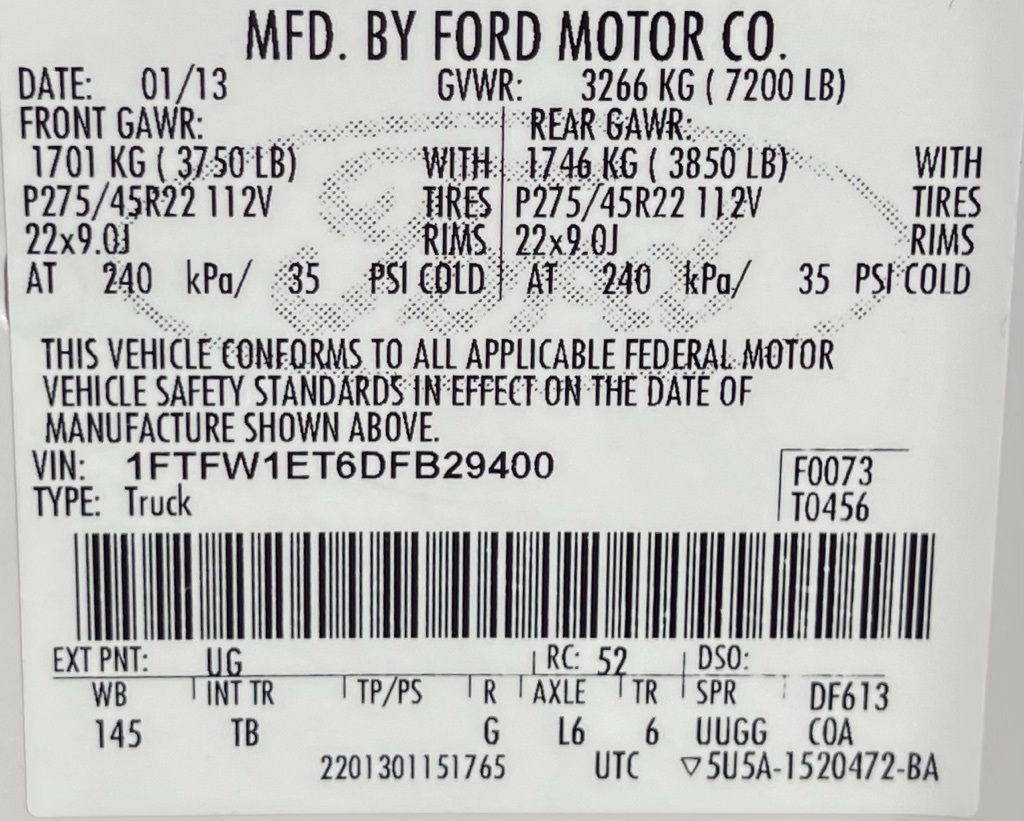 MFD. BY FORD MOTOR CO.
DATE: 01/13 GVWR: 3266 KG ( 7200 LB)
FRONT GAWR: REAR GAWR:
1701 KG ( 3750 LB) WITH 1746 KG ( 3850 LB) WITH
P275/45R22 112V TIRES P275/45R22 112V TIRES
22x9.0J RIMS 22x9.0J RIMS
AT 240 kPa/ 35 PSI COLD AT 240 kPa/ 35 PSI COLD
THIS VEHICLE CONFORMS TO ALL APPLICABLE FEDERAL MOTOR
VEHICLE SAFETY STANDARDS IN EFFECT ON THE DATE OF
MANUFACTURE SHOWN ABOVE.
VIN: 1FTFW1ET6DFB29400 F0073
TYPE: Truck T0456
EXT PNT: UG RC: 52 DSO:
WB INT TR TP/PS R AXLE TR SPR DF613
145 TB G L6 6 UUGG COA
2201301151765 UTC ▽5U5A-1520472-BA